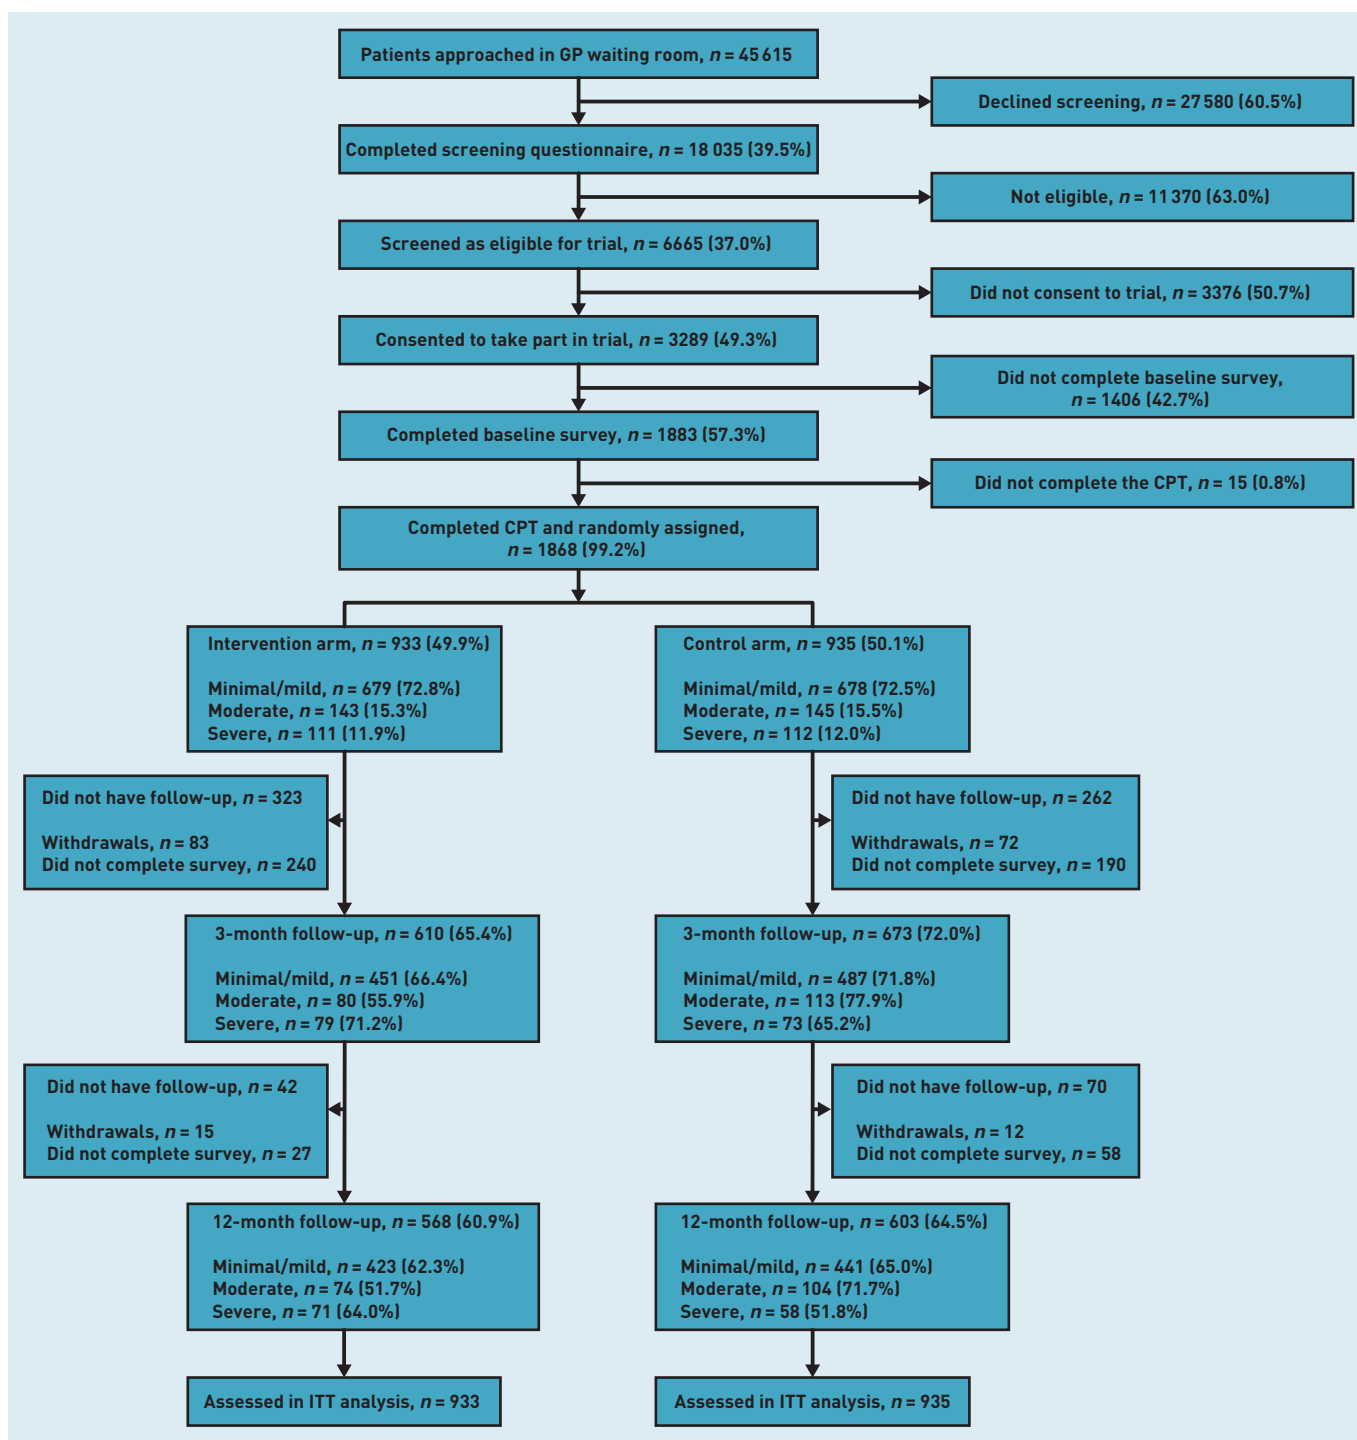 Patients approached in GP waiting room, n = 45 615
Declined screening, n = 27 580 (60.5%)
Completed screening questionnaire, n = 18 035 (39.5%)
Not eligible, n = 11 370 (63.0%)
Screened as eligible for trial, n = 6665 (37.0%)
Did not consent to trial, n = 3376 (50.7%)
Consented to take part in trial, n = 3289 (49.3%)
Did not complete baseline survey,
n = 1406 (42.7%)
Completed baseline survey, n = 1883 (57.3%)
Did not complete the CPT, n = 15 (0.8%)
Completed CPT and randomly assigned,
n = 1868 (99.2%)
Intervention arm, n = 933 (49.9%)
Minimal/mild, n = 679 (72.8%)
Moderate, n = 143 (15.3%)
Severe, n = 111 (11.9%)
Control arm, n = 935 (50.1%)
Minimal/mild, n = 678 (72.5%)
Moderate, n = 145 (15.5%)
Severe, n = 112 (12.0%)
Did not have follow-up, n = 323
Withdrawals, n = 83
Did not complete survey, n = 240
Did not have follow-up, n = 262
Withdrawals, n = 72
Did not complete survey, n = 190
3-month follow-up, n = 610 (65.4%)
Minimal/mild, n = 451 (66.4%)
Moderate, n = 80 (55.9%)
Severe, n = 79 (71.2%)
3-month follow-up, n = 673 (72.0%)
Minimal/mild, n = 487 (71.8%)
Moderate, n = 113 (77.9%)
Severe, n = 73 (65.2%)
Did not have follow-up, n = 42
Withdrawals, n = 15
Did not complete survey, n = 27
Did not have follow-up, n = 70
Withdrawals, n = 12
Did not complete survey, n = 58
12-month follow-up, n = 568 (60.9%)
Minimal/mild, n = 423 (62.3%)
Moderate, n = 74 (51.7%)
Severe, n = 71 (64.0%)
12-month follow-up, n = 603 (64.5%)
Minimal/mild, n = 441 (65.0%)
Moderate, n = 104 (71.7%)
Severe, n = 58 (51.8%)
Assessed in ITT analysis, n = 933
Assessed in ITT analysis, n = 935